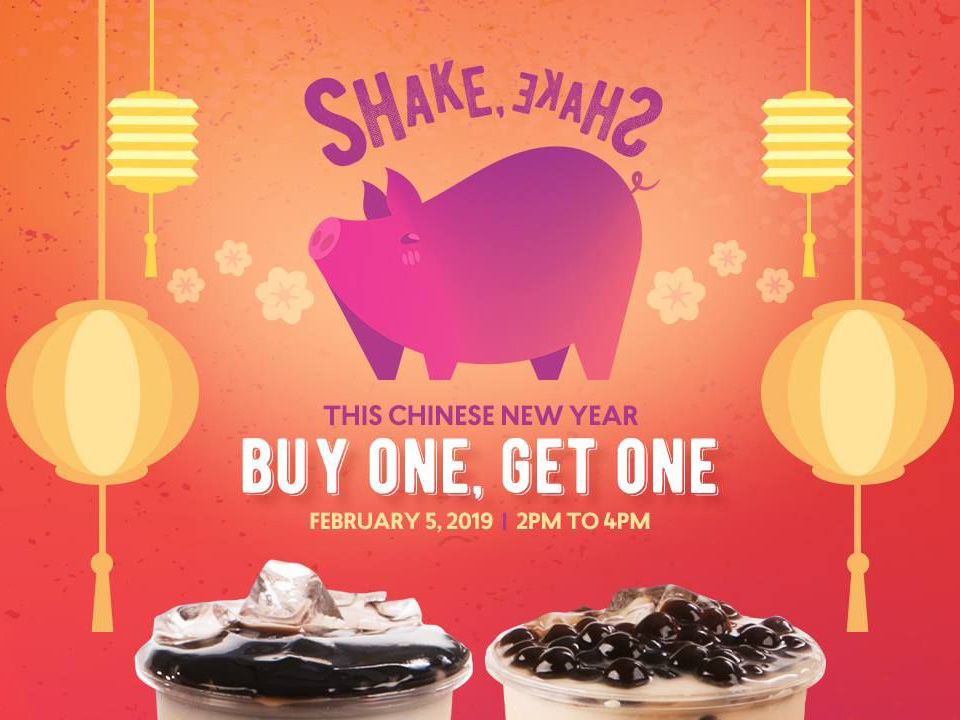 SHAKE, SHAKE
THIS CHINESE NEW YEAR
BUY ONE, GET ONE
FEBRUARY 5, 2019 | 2PM TO 4PM